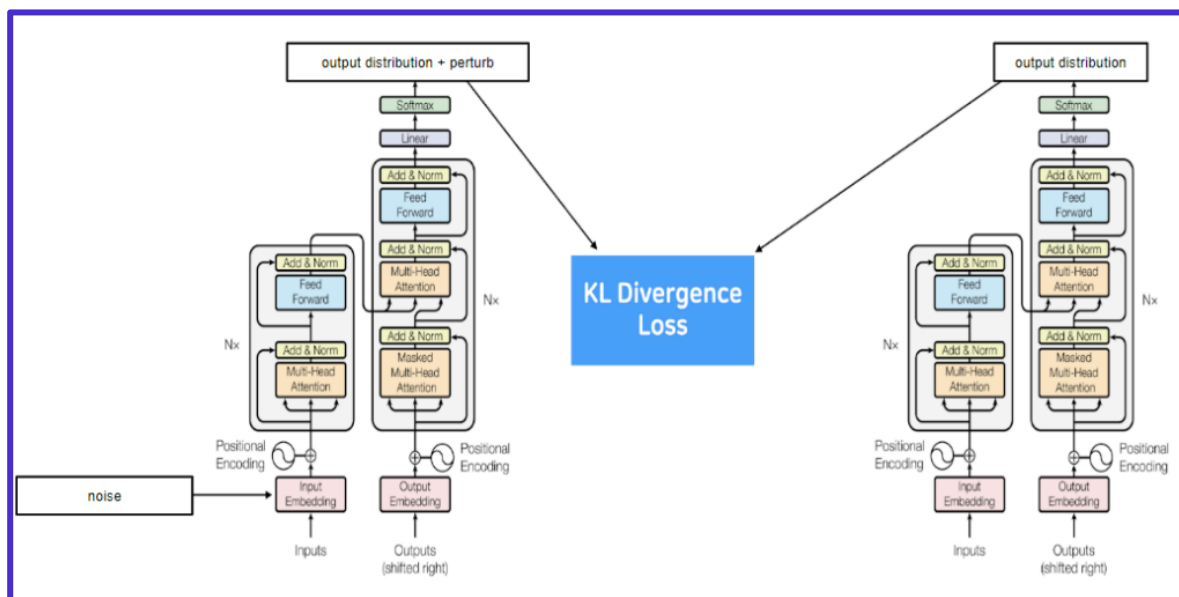 output distribution + perturb
Softmax
Linear
Add & Norm
Feed
Forward
Add & Norm
Multi-Head
Attention
Nx
Add & Norm
Masked
Multi-Head
Attention
Add & Norm
Feed
Forward
Nx
Add & Norm
Multi-Head
Attention
Positional
Encoding
Positional
Encoding
noise
Input
Embedding
Output
Embedding
Inputs
Outputs
(shifted right)
KL Divergence
Loss
output distribution
Softmax
Linear
Add & Norm
Feed
Forward
Add & Norm
Multi-Head
Attention
Nx
Add & Norm
Masked
Multi-Head
Attention
Add & Norm
Feed
Forward
Nx
Add & Norm
Multi-Head
Attention
Positional
Encoding
Positional
Encoding
Input
Embedding
Output
Embedding
Inputs
Outputs
(shifted right)